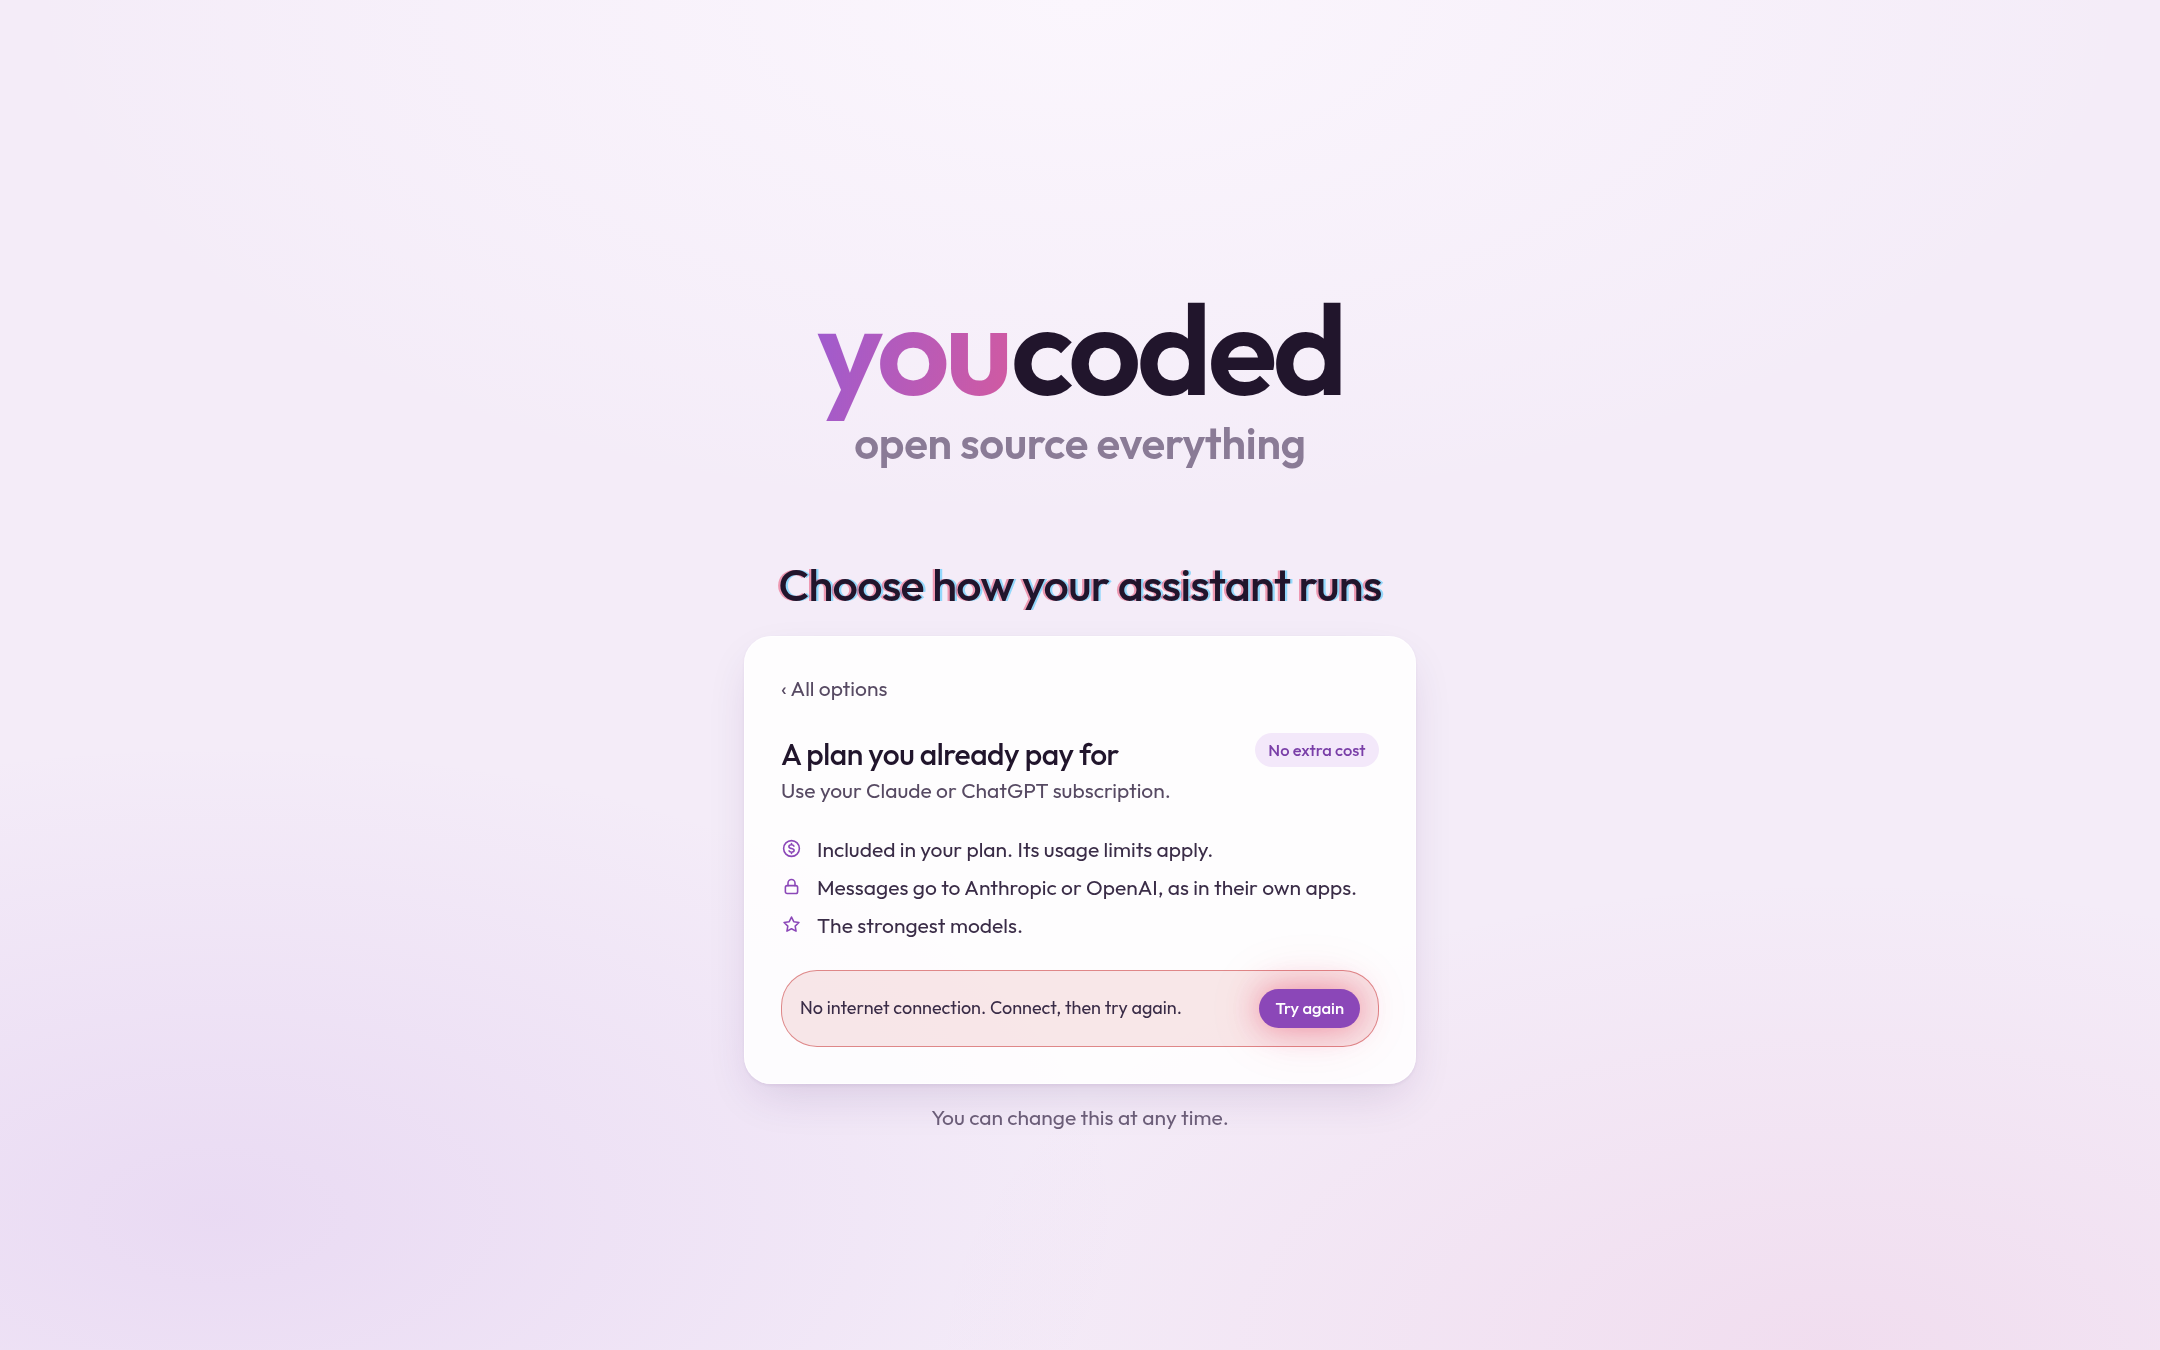 youcoded
open source everything
Choose how your assistant runs
‹ All options
A plan you already pay for
No extra cost
Use your Claude or ChatGPT subscription.
Included in your plan. Its usage limits apply.
Messages go to Anthropic or OpenAI, as in their own apps.
The strongest models.
No internet connection. Connect, then try again.
Try again
You can change this at any time.